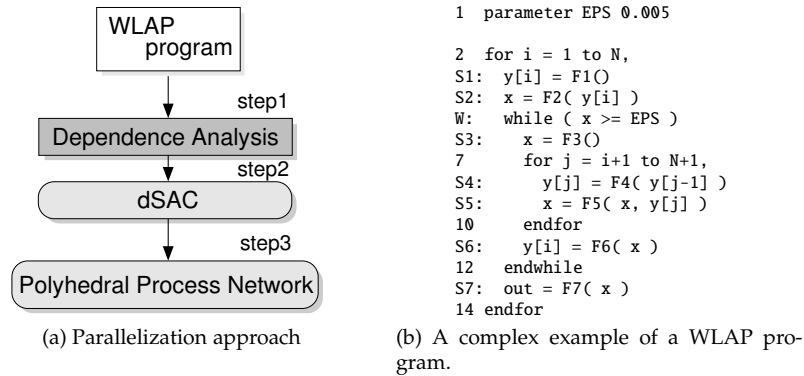 WLAP
program
step1
Dependence Analysis
step2
dSAC
step3
Polyhedral Process Network
(a) Parallelization approach
1 parameter EPS 0.005
2 for i = 1 to N,
S1: y[i] = F1()
S2: x = F2( y[i] )
W: while ( x >= EPS )
S3: x = F3()
7 for j = i+1 to N+1,
S4: y[j] = F4( y[j-1] )
S5: x = F5( x, y[j] )
10 endfor
S6: y[i] = F6( x )
12 endwhile
S7: out = F7( x )
14 endfor
(b) A complex example of a WLAP pro-
gram.